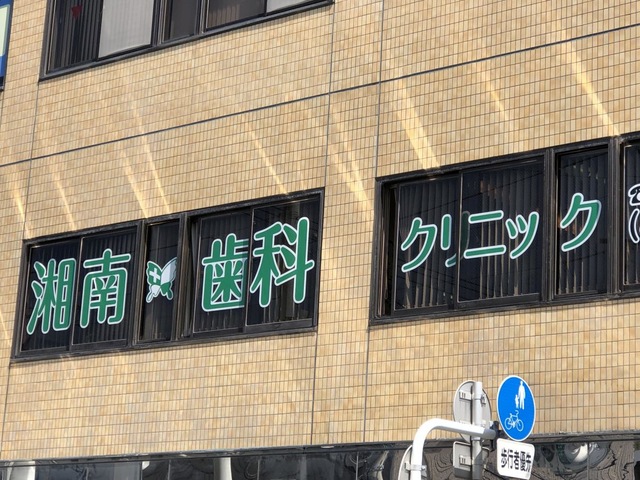 湘南 歯科
クリニック
歩行者優先